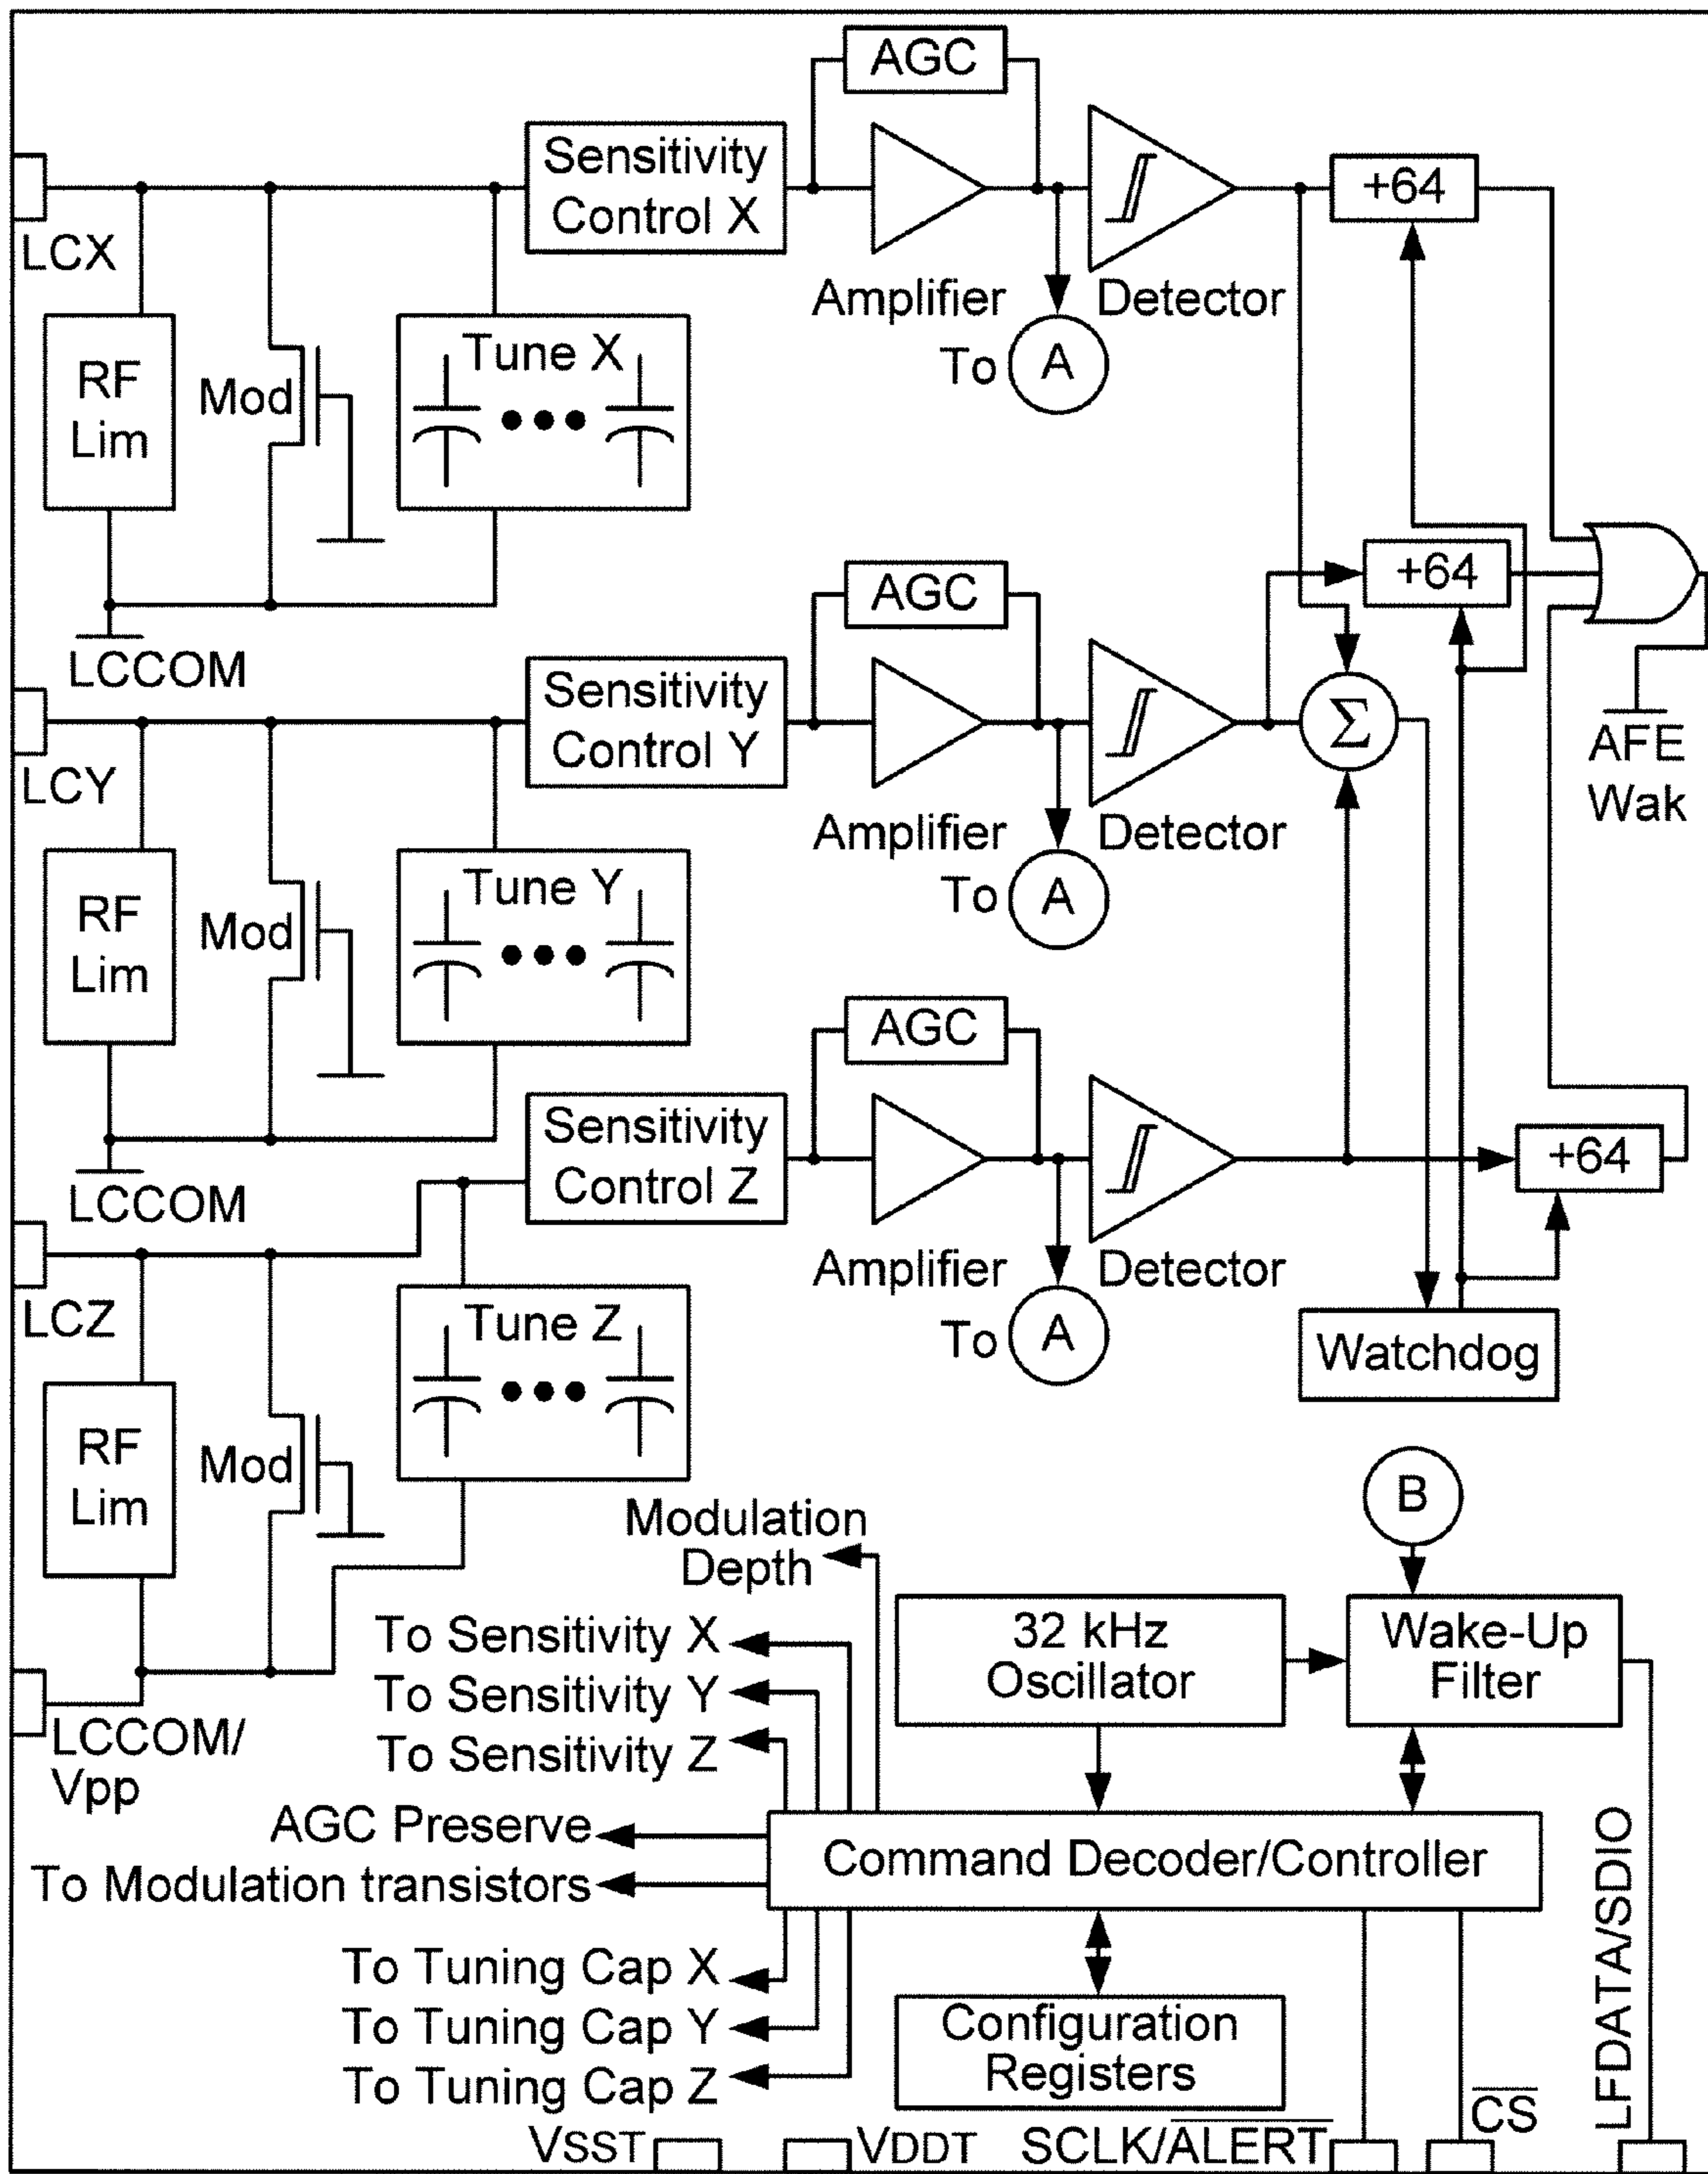 AGC
Sensitivity
Control X
+64
LCX
Amplifier
Detector
RF
Lim
Mod
Tune X
To
A
LCCOM
AGC
+64
Sensitivity
Control Y
Σ
LCY
Amplifier
Detector
AFE
Wak
RF
Lim
Mod
Tune Y
To
A
LCCOM
AGC
Sensitivity
Control Z
+64
LCZ
Amplifier
Detector
RF
Lim
Mod
Tune Z
To
A
Watchdog
LCCOM/
Vpp
Modulation
Depth
B
32 kHz
Oscillator
Wake-Up
Filter
To Sensitivity X
To Sensitivity Y
To Sensitivity Z
AGC Preserve
To Modulation transistors
Command Decoder/Controller
To Tuning Cap X
To Tuning Cap Y
To Tuning Cap Z
Configuration
Registers
LFDATA/SDIO
VSST
VDDT
SCLK/A̅L̅E̅R̅T̅
C̅S̅